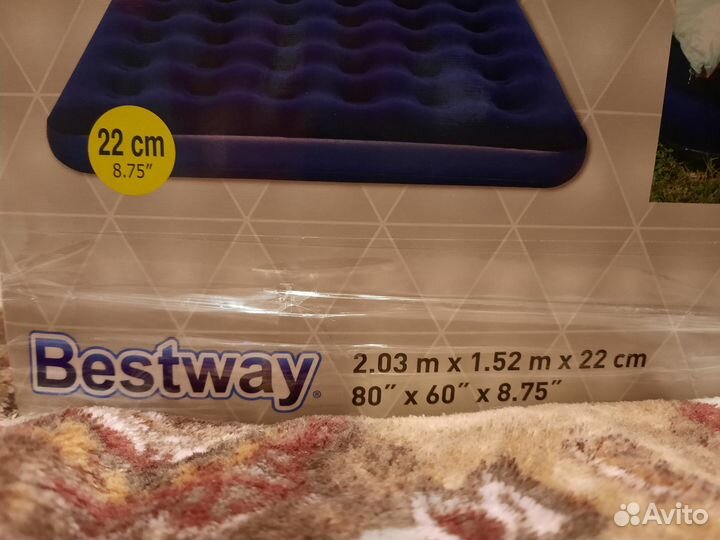 22 cm
8.75"
Bestway®
2.03 m x 1.52 m x 22 cm
80" x 60" x 8.75"
Avito